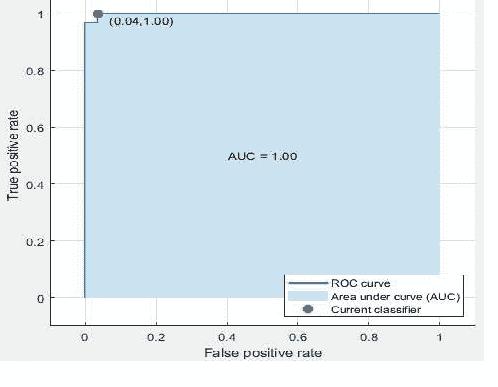 1
(0.04,1.00)
0.8
0.6
AUC = 1.00
0.4
0.2
0
True positive rate
ROC curve
Area under curve (AUC)
Current classifier
0 0.2 0.4 0.6 0.8 1
False positive rate